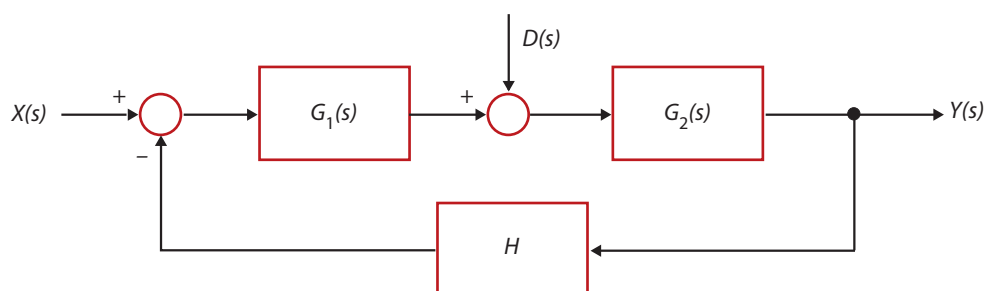 D(s)
X(s) + G₁(s) + G₂(s) Y(s)
−
H